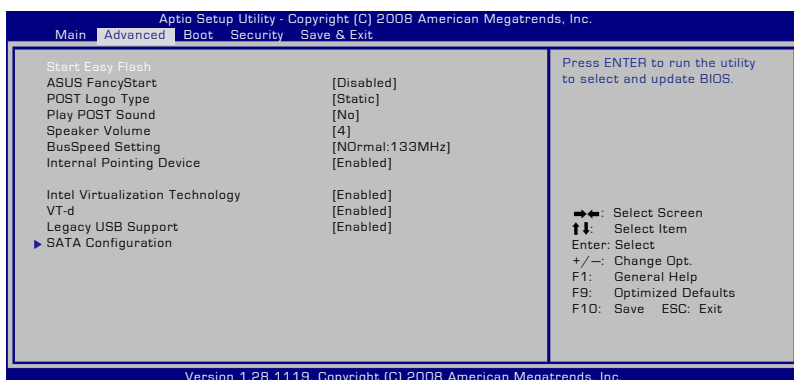 Aptio Setup Utility - Copyright (C) 2008 American Megatrends, Inc.
Main Advanced Boot Security Save & Exit
Start Easy Flash
ASUS FancyStart [Disabled]
POST Logo Type [Static]
Play POST Sound [No]
Speaker Volume [4]
BusSpeed Setting [NOrmal:133MHz]
Internal Pointing Device [Enabled]
Intel Virtualization Technology [Enabled]
VT-d [Enabled]
Legacy USB Support [Enabled]
SATA Configuration
Press ENTER to run the utility
to select and update BIOS.
→←: Select Screen
↑↓: Select Item
Enter: Select
+/—: Change Opt.
F1: General Help
F9: Optimized Defaults
F10: Save ESC: Exit
Version 1.28.1119. Copyright (C) 2008 American Megatrends, Inc.